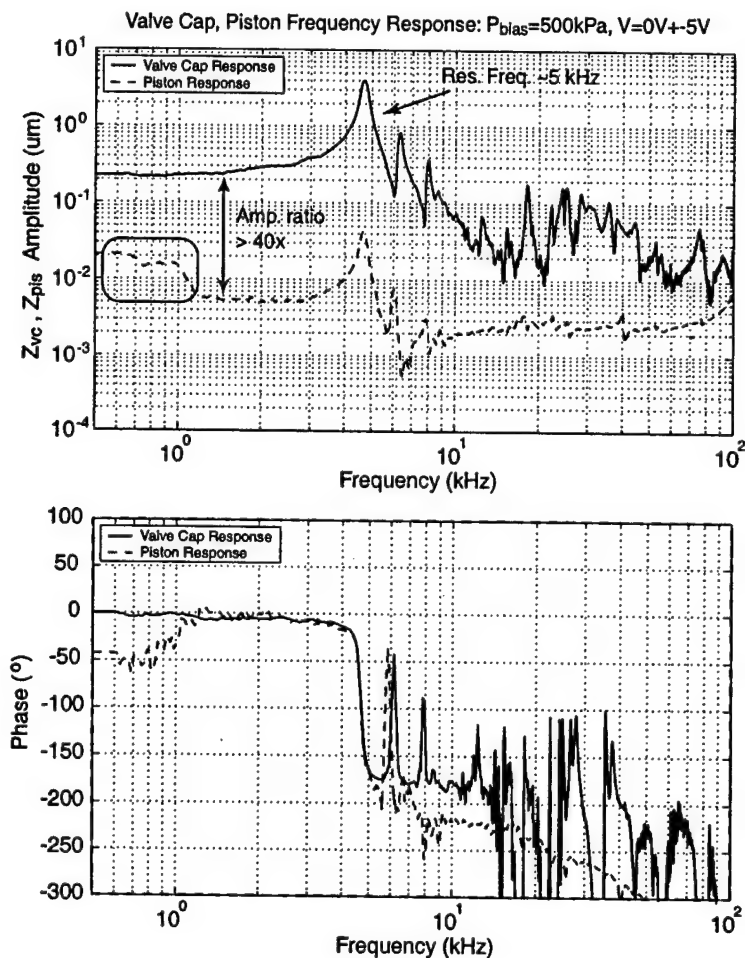 Valve Cap, Piston Frequency Response: Pbias=500kPa, V=0V+-5V
10^1
10^0
10^-1
10^-2
10^-3
10^-4
Z_vc , Z_pis Amplitude (um)
Valve Cap Response
Piston Response
Res. Freq. ~5 kHz
Amp. ratio
> 40x
10^0
10^1
10^2
Frequency (kHz)
100
50
0
-50
-100
-150
-200
-250
-300
Phase (°)
Valve Cap Response
Piston Response
10^0
10^1
10^2
Frequency (kHz)